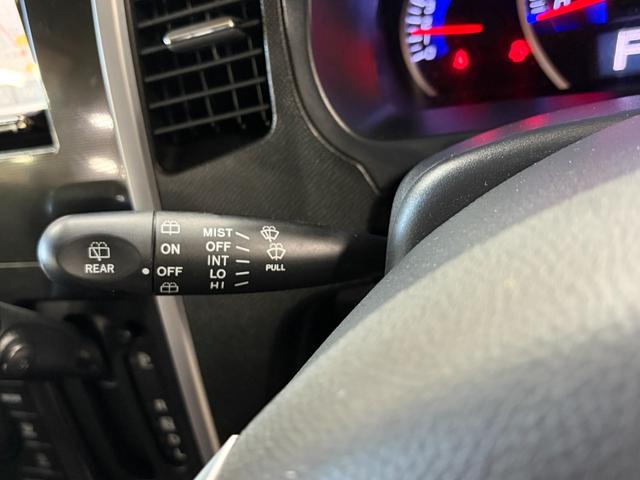 REAR
ON
OFF
MIST
OFF
INT
LO
HI
PULL